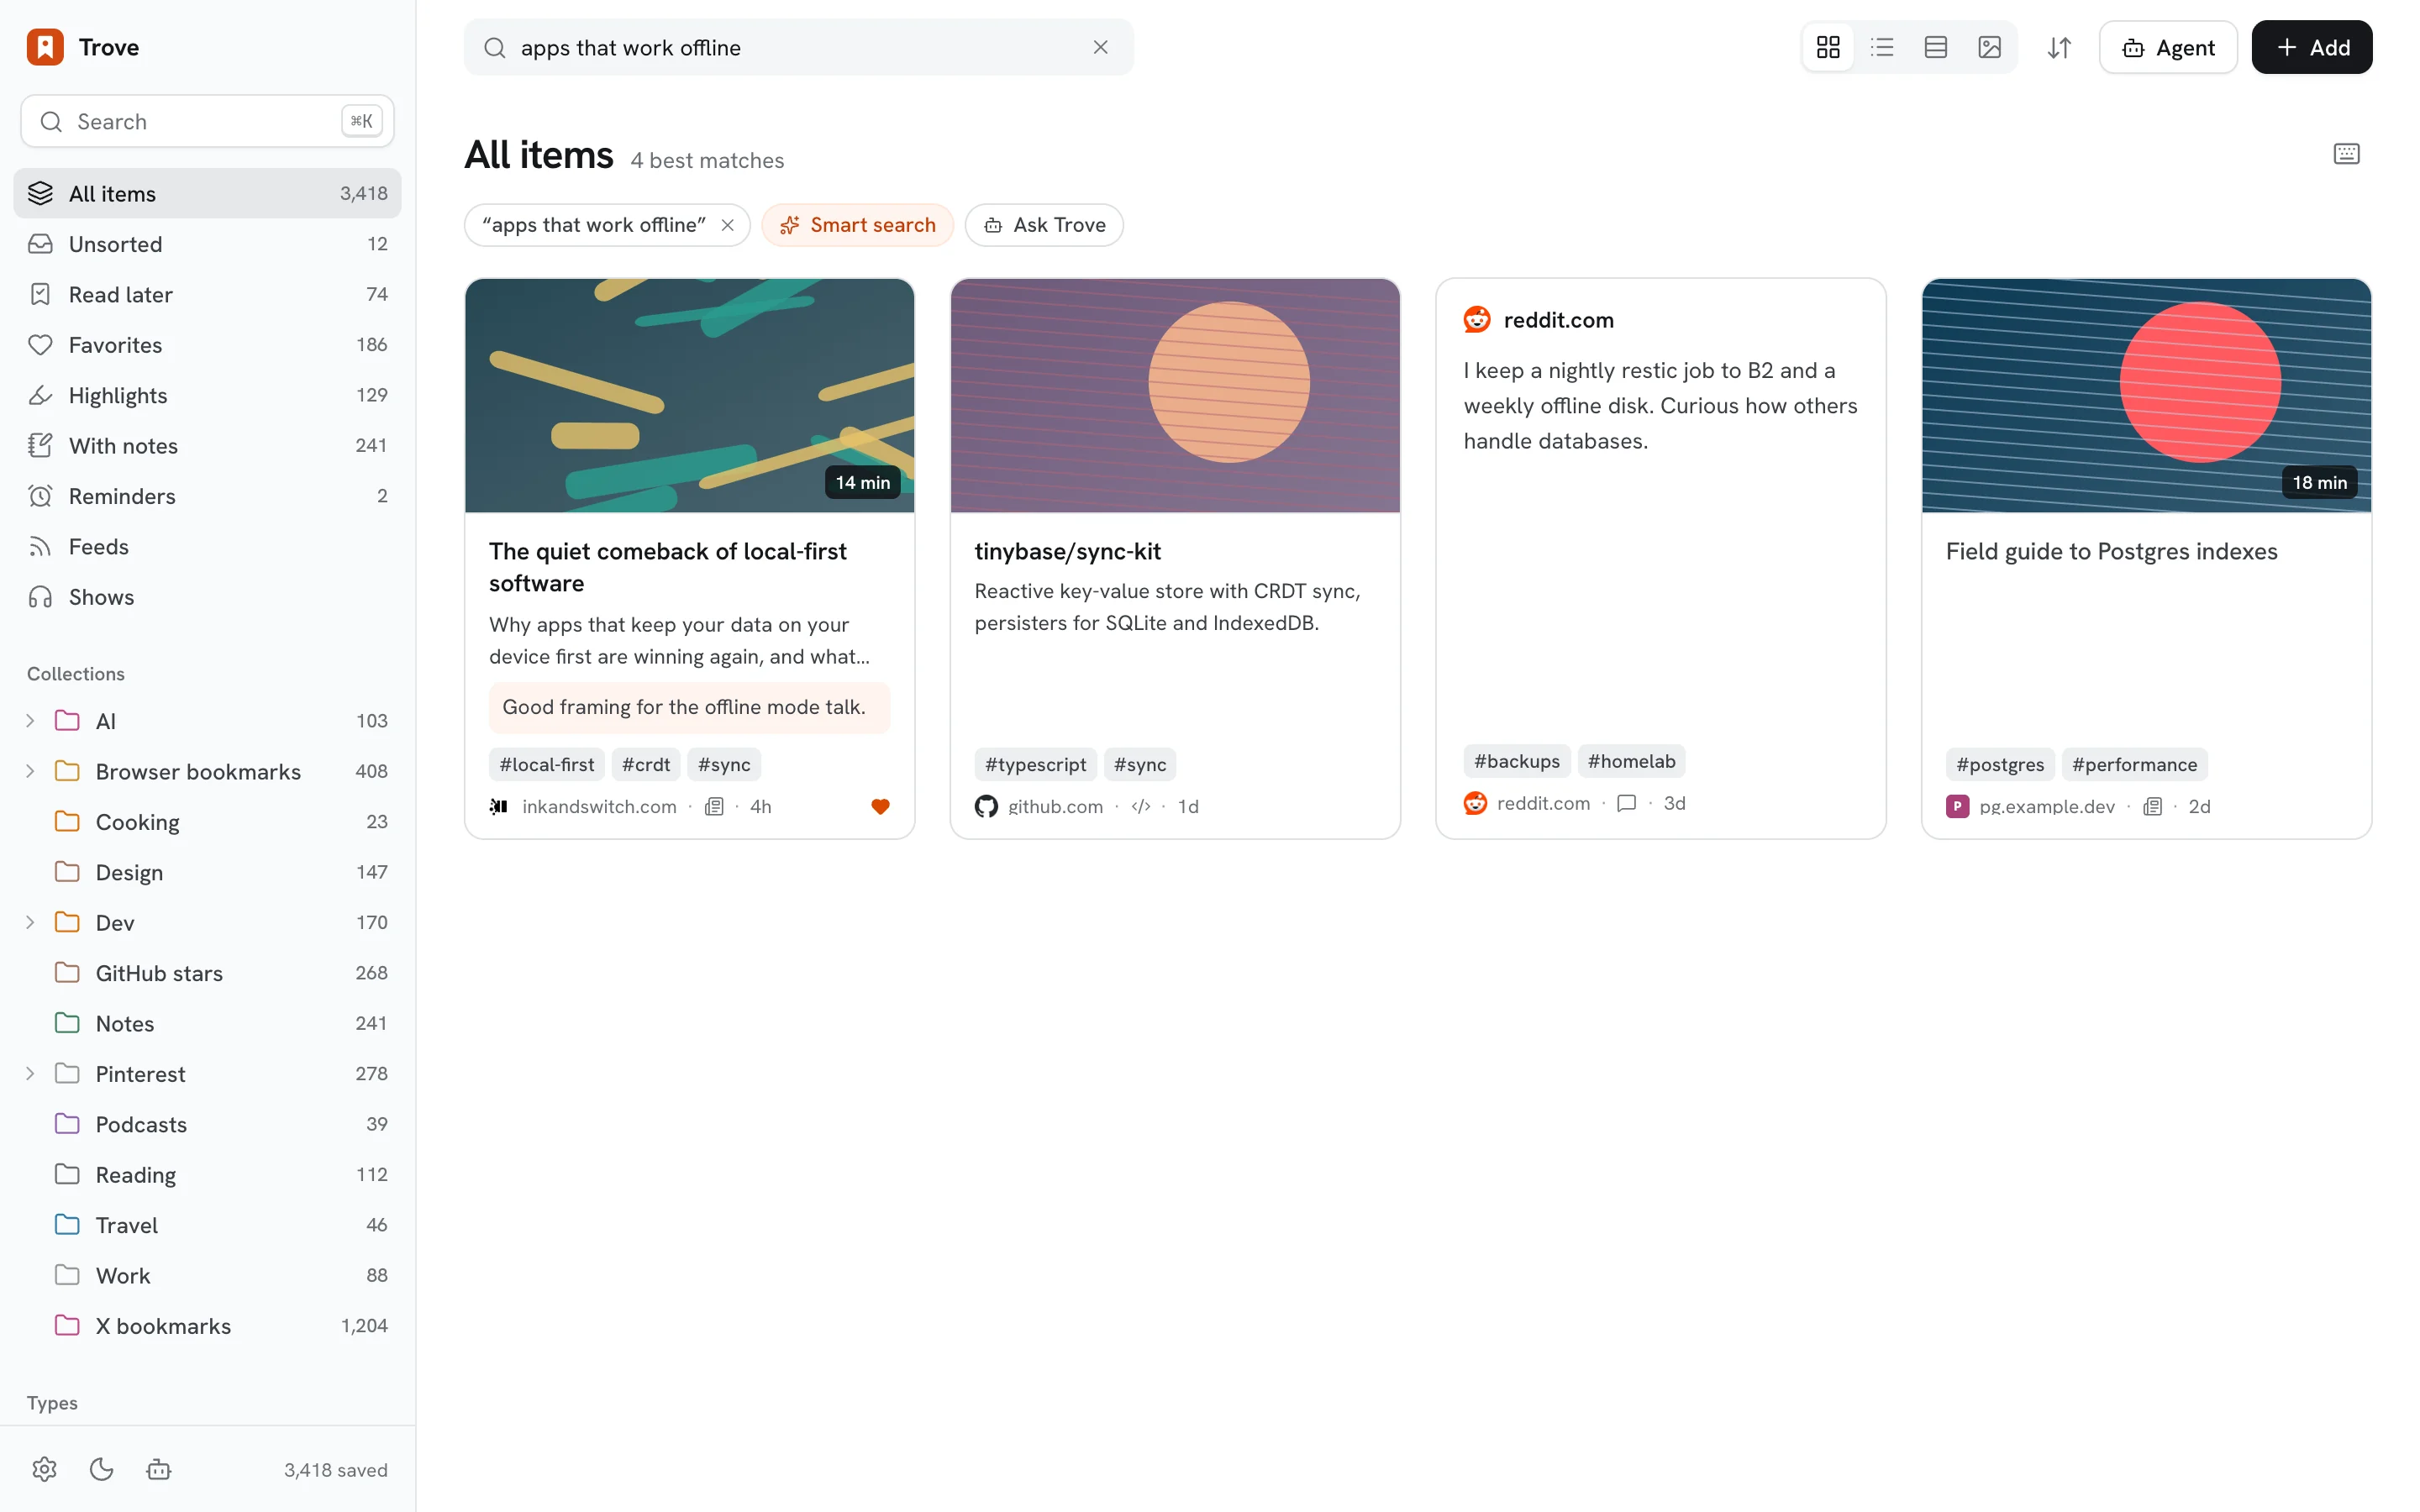 Trove
Search
⌘K
All items 3,418
Unsorted 12
Read later 74
Favorites 186
Highlights 129
With notes 241
Reminders 2
Feeds
Shows
Collections
AI 103
Browser bookmarks 408
Cooking 23
Design 147
Dev 170
GitHub stars 268
Notes 241
Pinterest 278
Podcasts 39
Reading 112
Travel 46
Work 88
X bookmarks 1,204
Types
3,418 saved
apps that work offline
Agent
Add
All items 4 best matches
“apps that work offline”
Smart search
Ask Trove
14 min
The quiet comeback of local-first
software
Why apps that keep your data on your
device first are winning again, and what...
Good framing for the offline mode talk.
#local-first #crdt #sync
inkandswitch.com · · 4h
tinybase/sync-kit
Reactive key-value store with CRDT sync,
persisters for SQLite and IndexedDB.
#typescript #sync
github.com · · 1d
reddit.com
I keep a nightly restic job to B2 and a
weekly offline disk. Curious how others
handle databases.
#backups #homelab
reddit.com · · 3d
18 min
Field guide to Postgres indexes
#postgres #performance
P pg.example.dev · · 2d